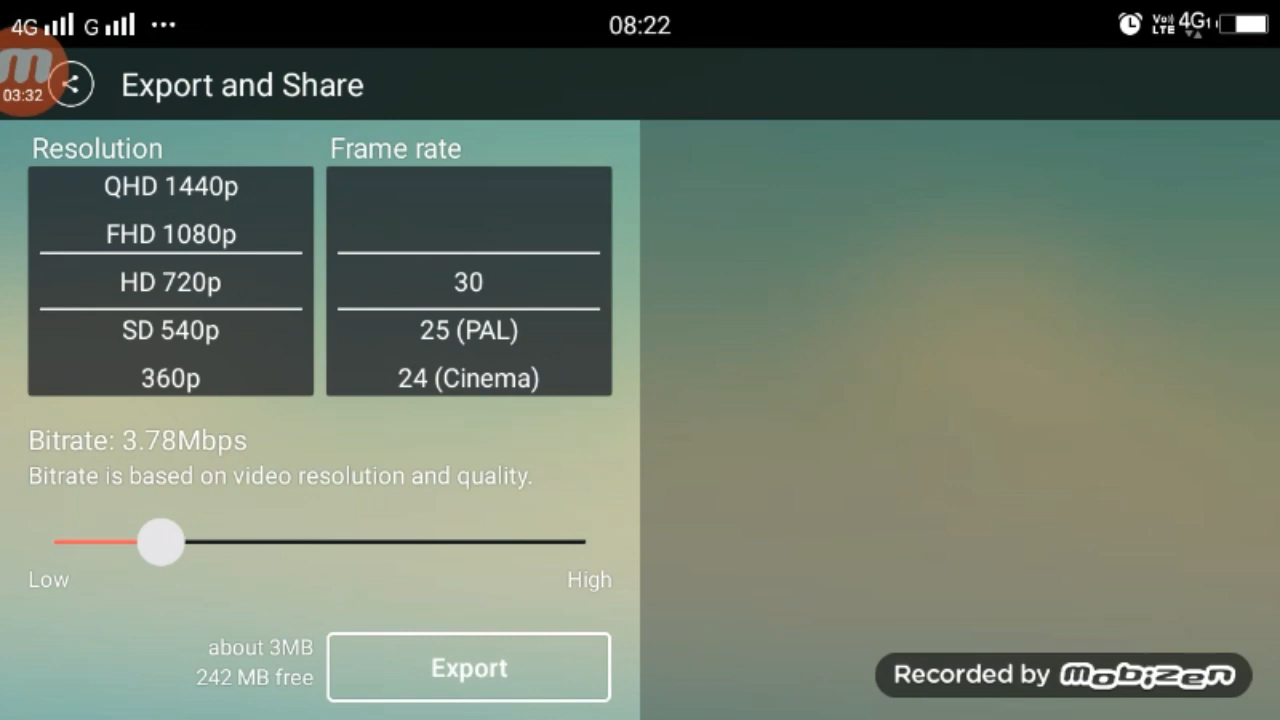 4G G ... 08:22 VoLTE 4G
03:32 Export and Share
Resolution
QHD 1440p
FHD 1080p
HD 720p
SD 540p
360p
Frame rate
30
25 (PAL)
24 (Cinema)
Bitrate: 3.78Mbps
Bitrate is based on video resolution and quality.
Low High
about 3MB
242 MB free
Export
Recorded by mobizen